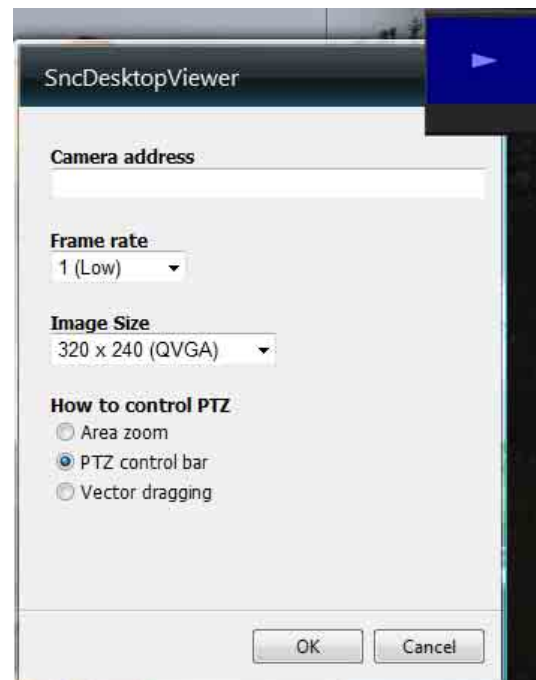 SncDesktopViewer
Camera address
Frame rate
1 (Low)
Image Size
320 x 240 (QVGA)
How to control PTZ
Area zoom
PTZ control bar
Vector dragging
OK Cancel